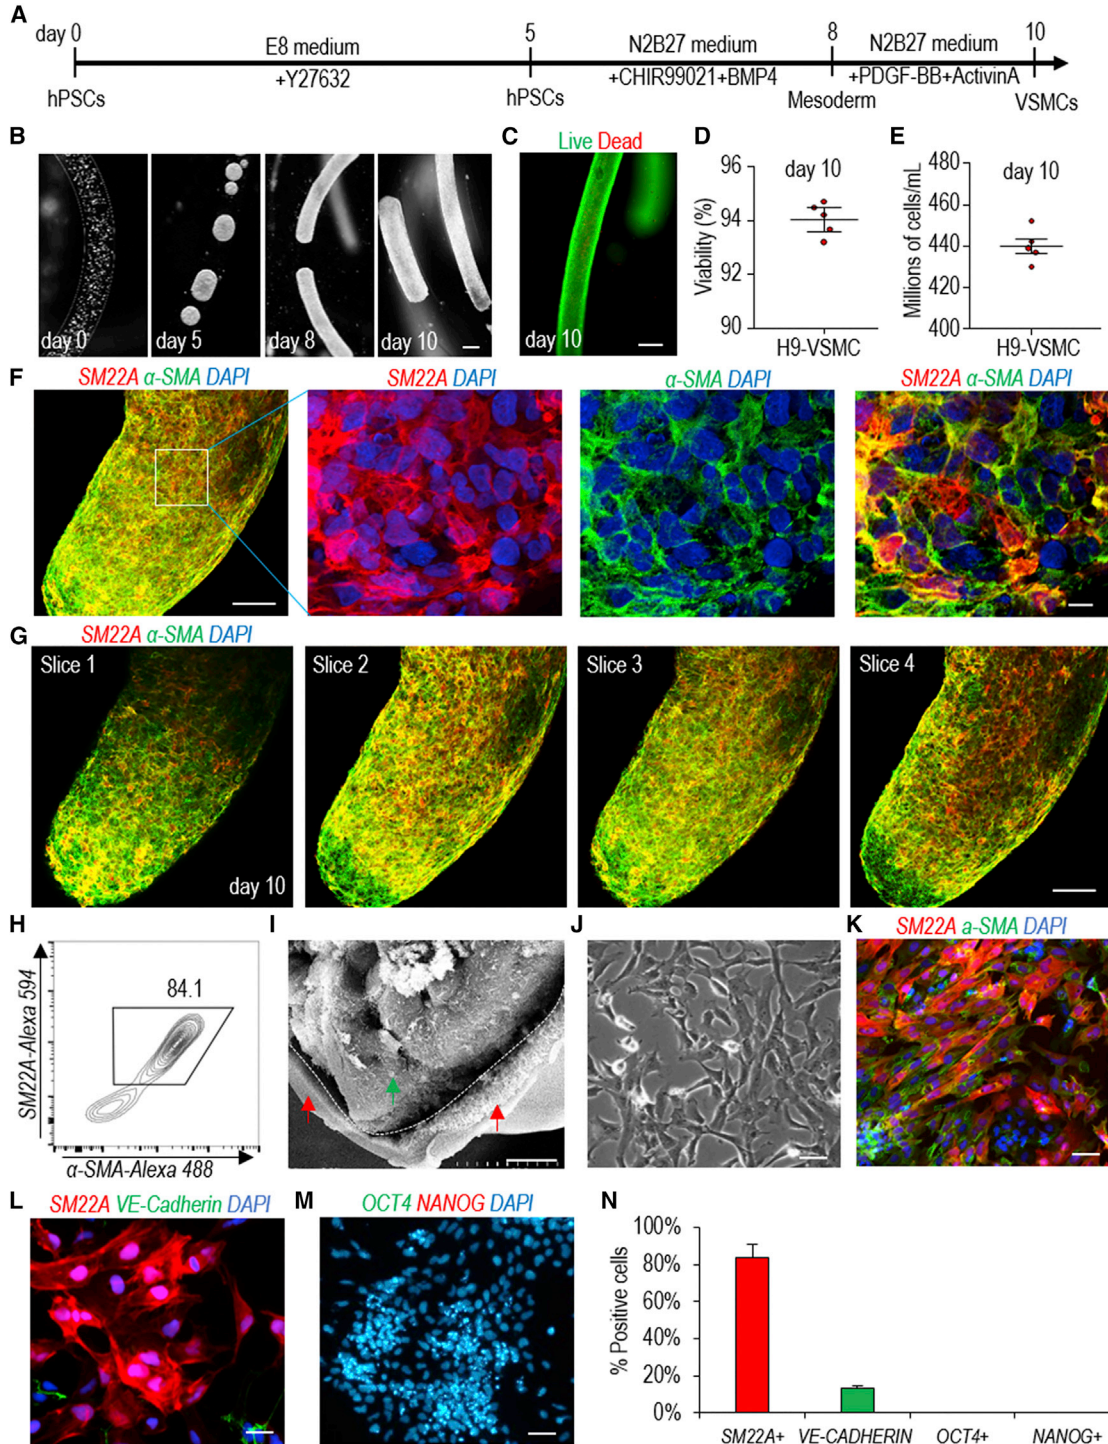 A
day 0
5
8
10
E8 medium
N2B27 medium
N2B27 medium
+Y27632
+CHIR99021+BMP4
+PDGF-BB+ActivinA
hPSCs
hPSCs
Mesoderm
VSMCs
B
day 0
day 5
day 8
day 10
C
Live Dead
day 10
D
Viability (%)
96
94
92
90
day 10
H9-VSMC
E
Millions of cells/mL
480
460
440
420
400
day 10
H9-VSMC
F
SM22A α-SMA DAPI
SM22A DAPI
α-SMA DAPI
SM22A α-SMA DAPI
G
SM22A α-SMA DAPI
Slice 1
Slice 2
Slice 3
Slice 4
day 10
H
SM22A-Alexa 594
84.1
α-SMA-Alexa 488
I
J
K
SM22A a-SMA DAPI
L
SM22A VE-Cadherin DAPI
M
OCT4 NANOG DAPI
N
% Positive cells
100%
80%
60%
40%
20%
0%
SM22A+
VE-CADHERIN
OCT4+
NANOG+